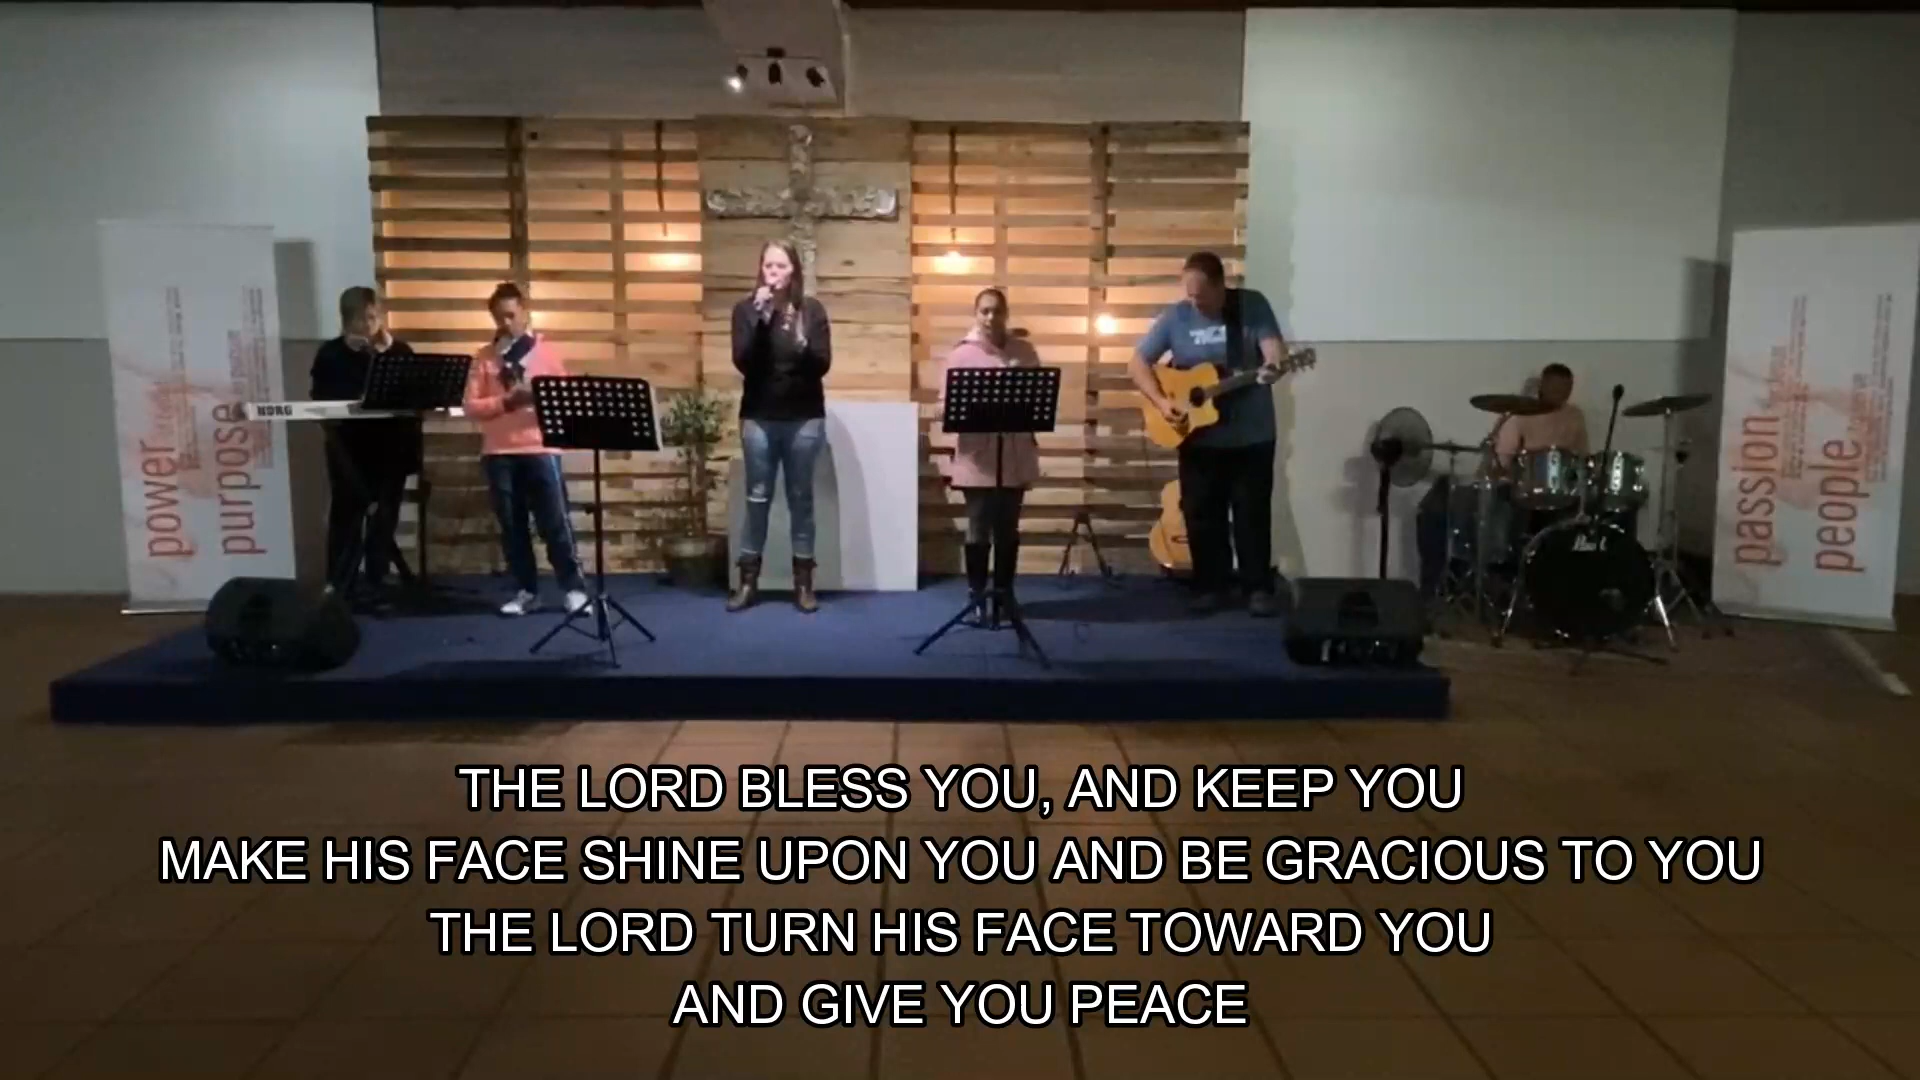 power
purpose
KORG
passion
people
THE LORD BLESS YOU, AND KEEP YOU
MAKE HIS FACE SHINE UPON YOU AND BE GRACIOUS TO YOU
THE LORD TURN HIS FACE TOWARD YOU
AND GIVE YOU PEACE